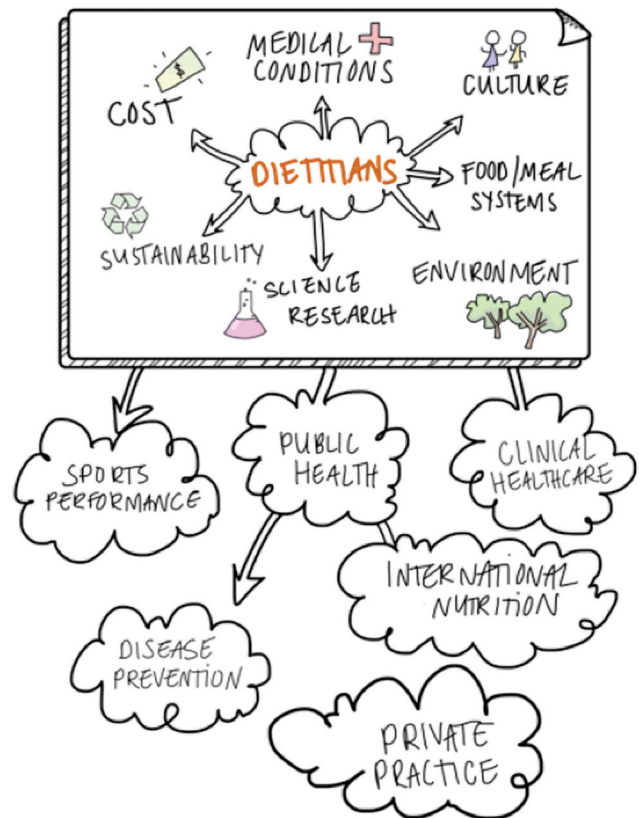 MEDICAL
CONDITIONS
$
COST
CULTURE
DIETITIANS
FOOD/MEAL
SYSTEMS
SUSTAINABILITY
SCIENCE
RESEARCH
ENVIRONMENT
SPORTS
PERFORMANCE
PUBLIC
HEALTH
CLINICAL
HEALTHCARE
INTERNATIONAL
NUTRITION
DISEASE
PREVENTION
PRIVATE
PRACTICE